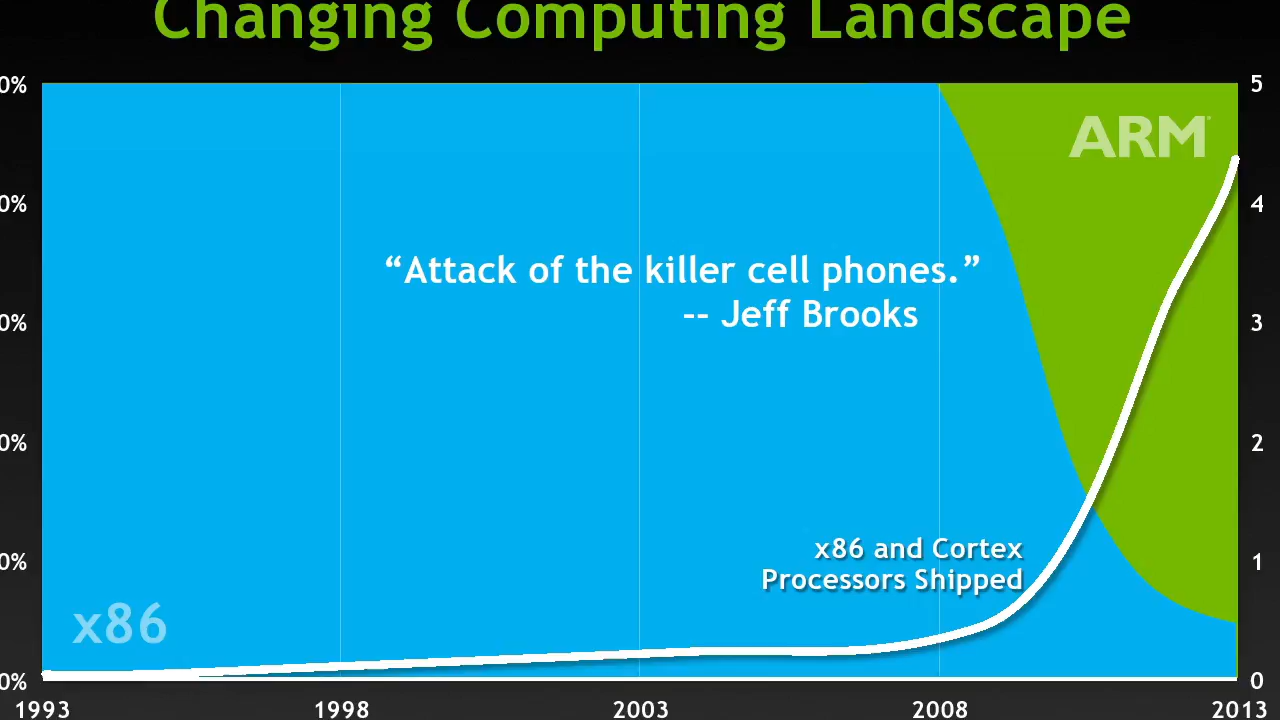 Changing Computing Landscape
0%
0%
0%
0%
0%
0%
5
4
3
2
1
0
ARM
“Attack of the killer cell phones.”
-- Jeff Brooks
x86 and Cortex
Processors Shipped
x86
1993 1998 2003 2008 2013